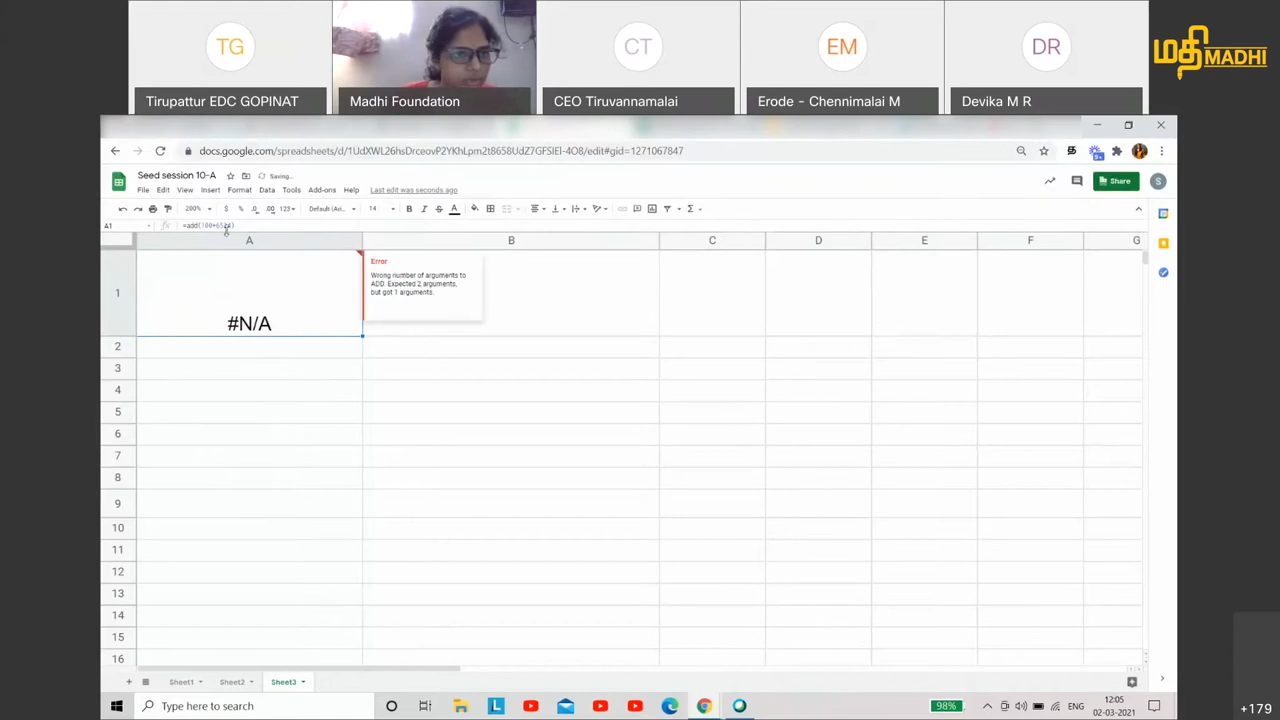 TG
CT
EM
DR
மதி MADHI
Tirupattur EDC GOPINAT
Madhi Foundation
CEO Tiruvannamalai
Erode - Chennimalai M
Devika M R
docs.google.com/spreadsheets/d/1UdXWL26hsDrceovP2YKhLpm2t8658UdZ7GFSlEl-4O8/edit#gid=1271067847
Seed session 10-A
Saving...
File Edit View Insert Format Data Tools Add-ons Help Last edit was seconds ago
Share
S
200% $ % .0 .00 123 Default (Ari... 14 B I S A
A1
A B C D E F G
1
Error
Wrong number of arguments to
ADD. Expected 2 arguments,
but got 1 arguments.
#N/A
2
3
4
5
6
7
8
9
10
11
12
13
14
15
16
Sheet1 Sheet2 Sheet3
Type here to search
L
98%
ENG
12:05
02-03-2021
+179